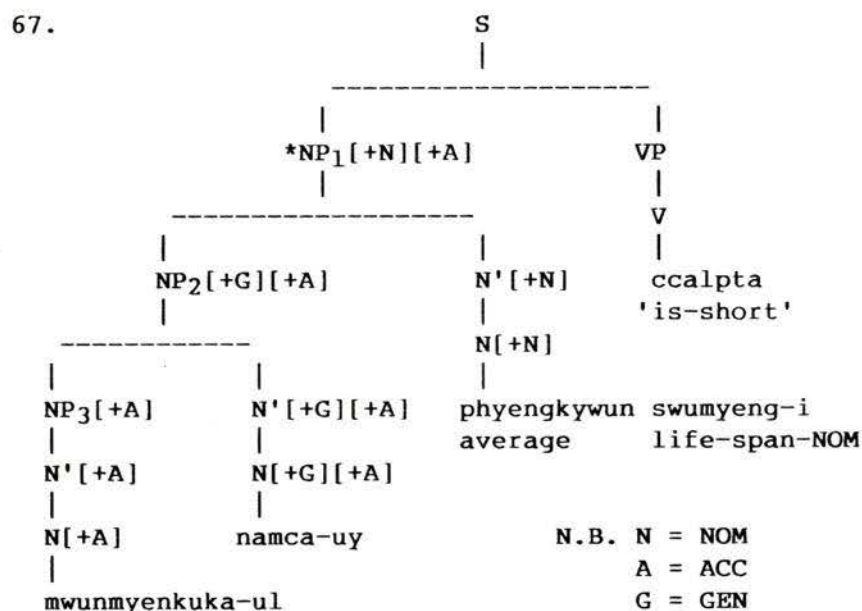 67. S
|
--------------------
| |
*NP1[+N][+A] VP
| |
------------------- V
| | |
NP2[+G][+A] N'[+N] ccalpta
| | 'is-short'
------------ N[+N]
| | |
NP3[+A] N'[+G][+A] phyengkywun swumyeng-i
| | average life-span-NOM
N'[+A] N[+G][+A]
| |
N[+A] namca-uy N.B. N = NOM
| A = ACC
mwunmyenkuka-ul G = GEN